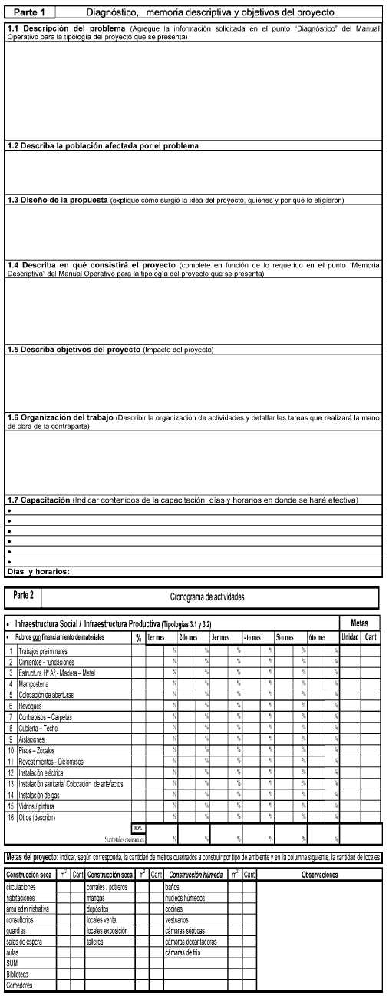 Parte 1 Diagnóstico, memoria descriptiva y objetivos del proyecto
1.1 Descripción del problema (Agregue la información solicitada en el punto "Diagnóstico" del Manual
Operativo para la tipología del proyecto que se presenta)
1.2 Describa la población afectada por el problema
1.3 Diseño de la propuesta (explique cómo surgió la idea del proyecto, quiénes y por qué lo eligieron)
1.4 Describa en qué consistirá el proyecto (complete en función de lo requerido en el punto "Memoria
Descriptiva" del Manual Operativo para la tipología del proyecto que se presenta)
1.5 Describa objetivos del proyecto (Impacto del proyecto)
1.6 Organización del trabajo (Describir la organización de actividades y detallar las tareas que realizará la mano
de obra de la contraparte)
1.7 Capacitación (Indicar contenidos de la capacitación, días y horarios en donde se hará efectiva)
•
•
•
•
•
•
Días y horarios:
Parte 2 Cronograma de actividades
• Infraestructura Social / Infraestructura Productiva (Tipologías 3.1 y 3.2) Metas
• Rubros con financiamiento de materiales % 1er mes 2do mes 3er mes 4to mes 5to mes 6to mes Unidad Cant
1 Trabajos preliminares % % % % % %
2 Cimientos – fundaciones % % % % % %
3 Estructura Hº Aº - Madera – Metal % % % % % %
4 Mampostería % % % % % %
5 Colocación de aberturas % % % % % %
6 Revoques % % % % % %
7 Contrapisos – Carpetas % % % % % %
8 Cubierta – Techo % % % % % %
9 Aislaciones % % % % % %
10 Pisos – Zócalos % % % % % %
11 Revestimientos - Cielorrasos % % % % % %
12 Instalación eléctrica % % % % % %
13 Instalación sanitaria/ Colocación de artefactos % % % % % %
14 Instalación de gas % % % % % %
15 Vidrios / pintura % % % % % %
16 Otros (describir) % % % % % %
100%
Subtotales mensuales % % % % % %
Metas del proyecto: Indicar, según corresponda, la cantidad de metros cuadrados a construir por tipo de ambiente y en la columna siguiente, la cantidad de locales
Construcción seca m² Cant Construcción seca m² Cant Construcción húmeda m² Cant Observaciones
circulaciones corrales / potreros baños
habitaciones mangas núcleos húmedos
área administrativa depósitos cocinas
consultorios locales venta vestuarios
guardias locales exposición cámaras sépticas
salas de espera talleres cámaras decantadoras
aulas cámaras de frío
SUM
Biblioteca
Comedores